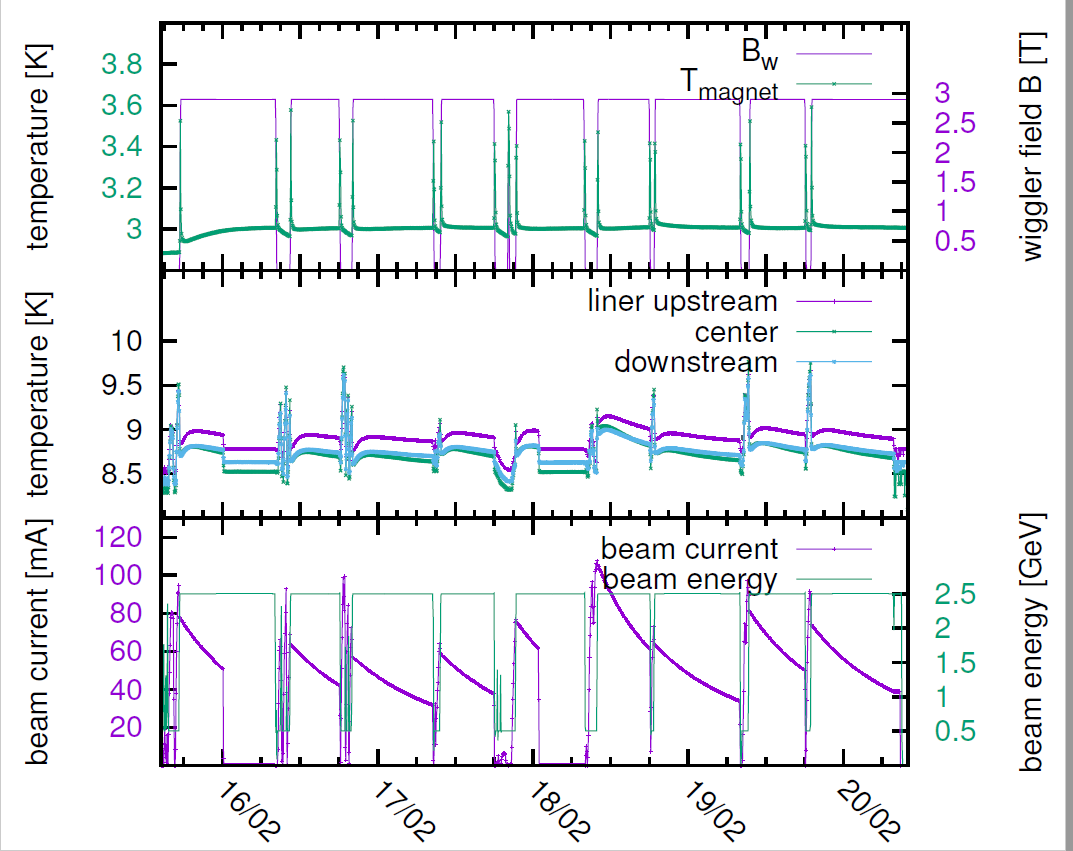 temperature [K]
3.8
3.6
3.4
3.2
3
B_w
T_magnet
3
2.5
2
1.5
1
0.5
wiggler field B [T]
temperature [K]
10
9.5
9
8.5
liner upstream
center
downstream
beam current [mA]
120
100
80
60
40
20
beam current
beam energy
2.5
2
1.5
1
0.5
beam energy [GeV]
16/02
17/02
18/02
19/02
20/02